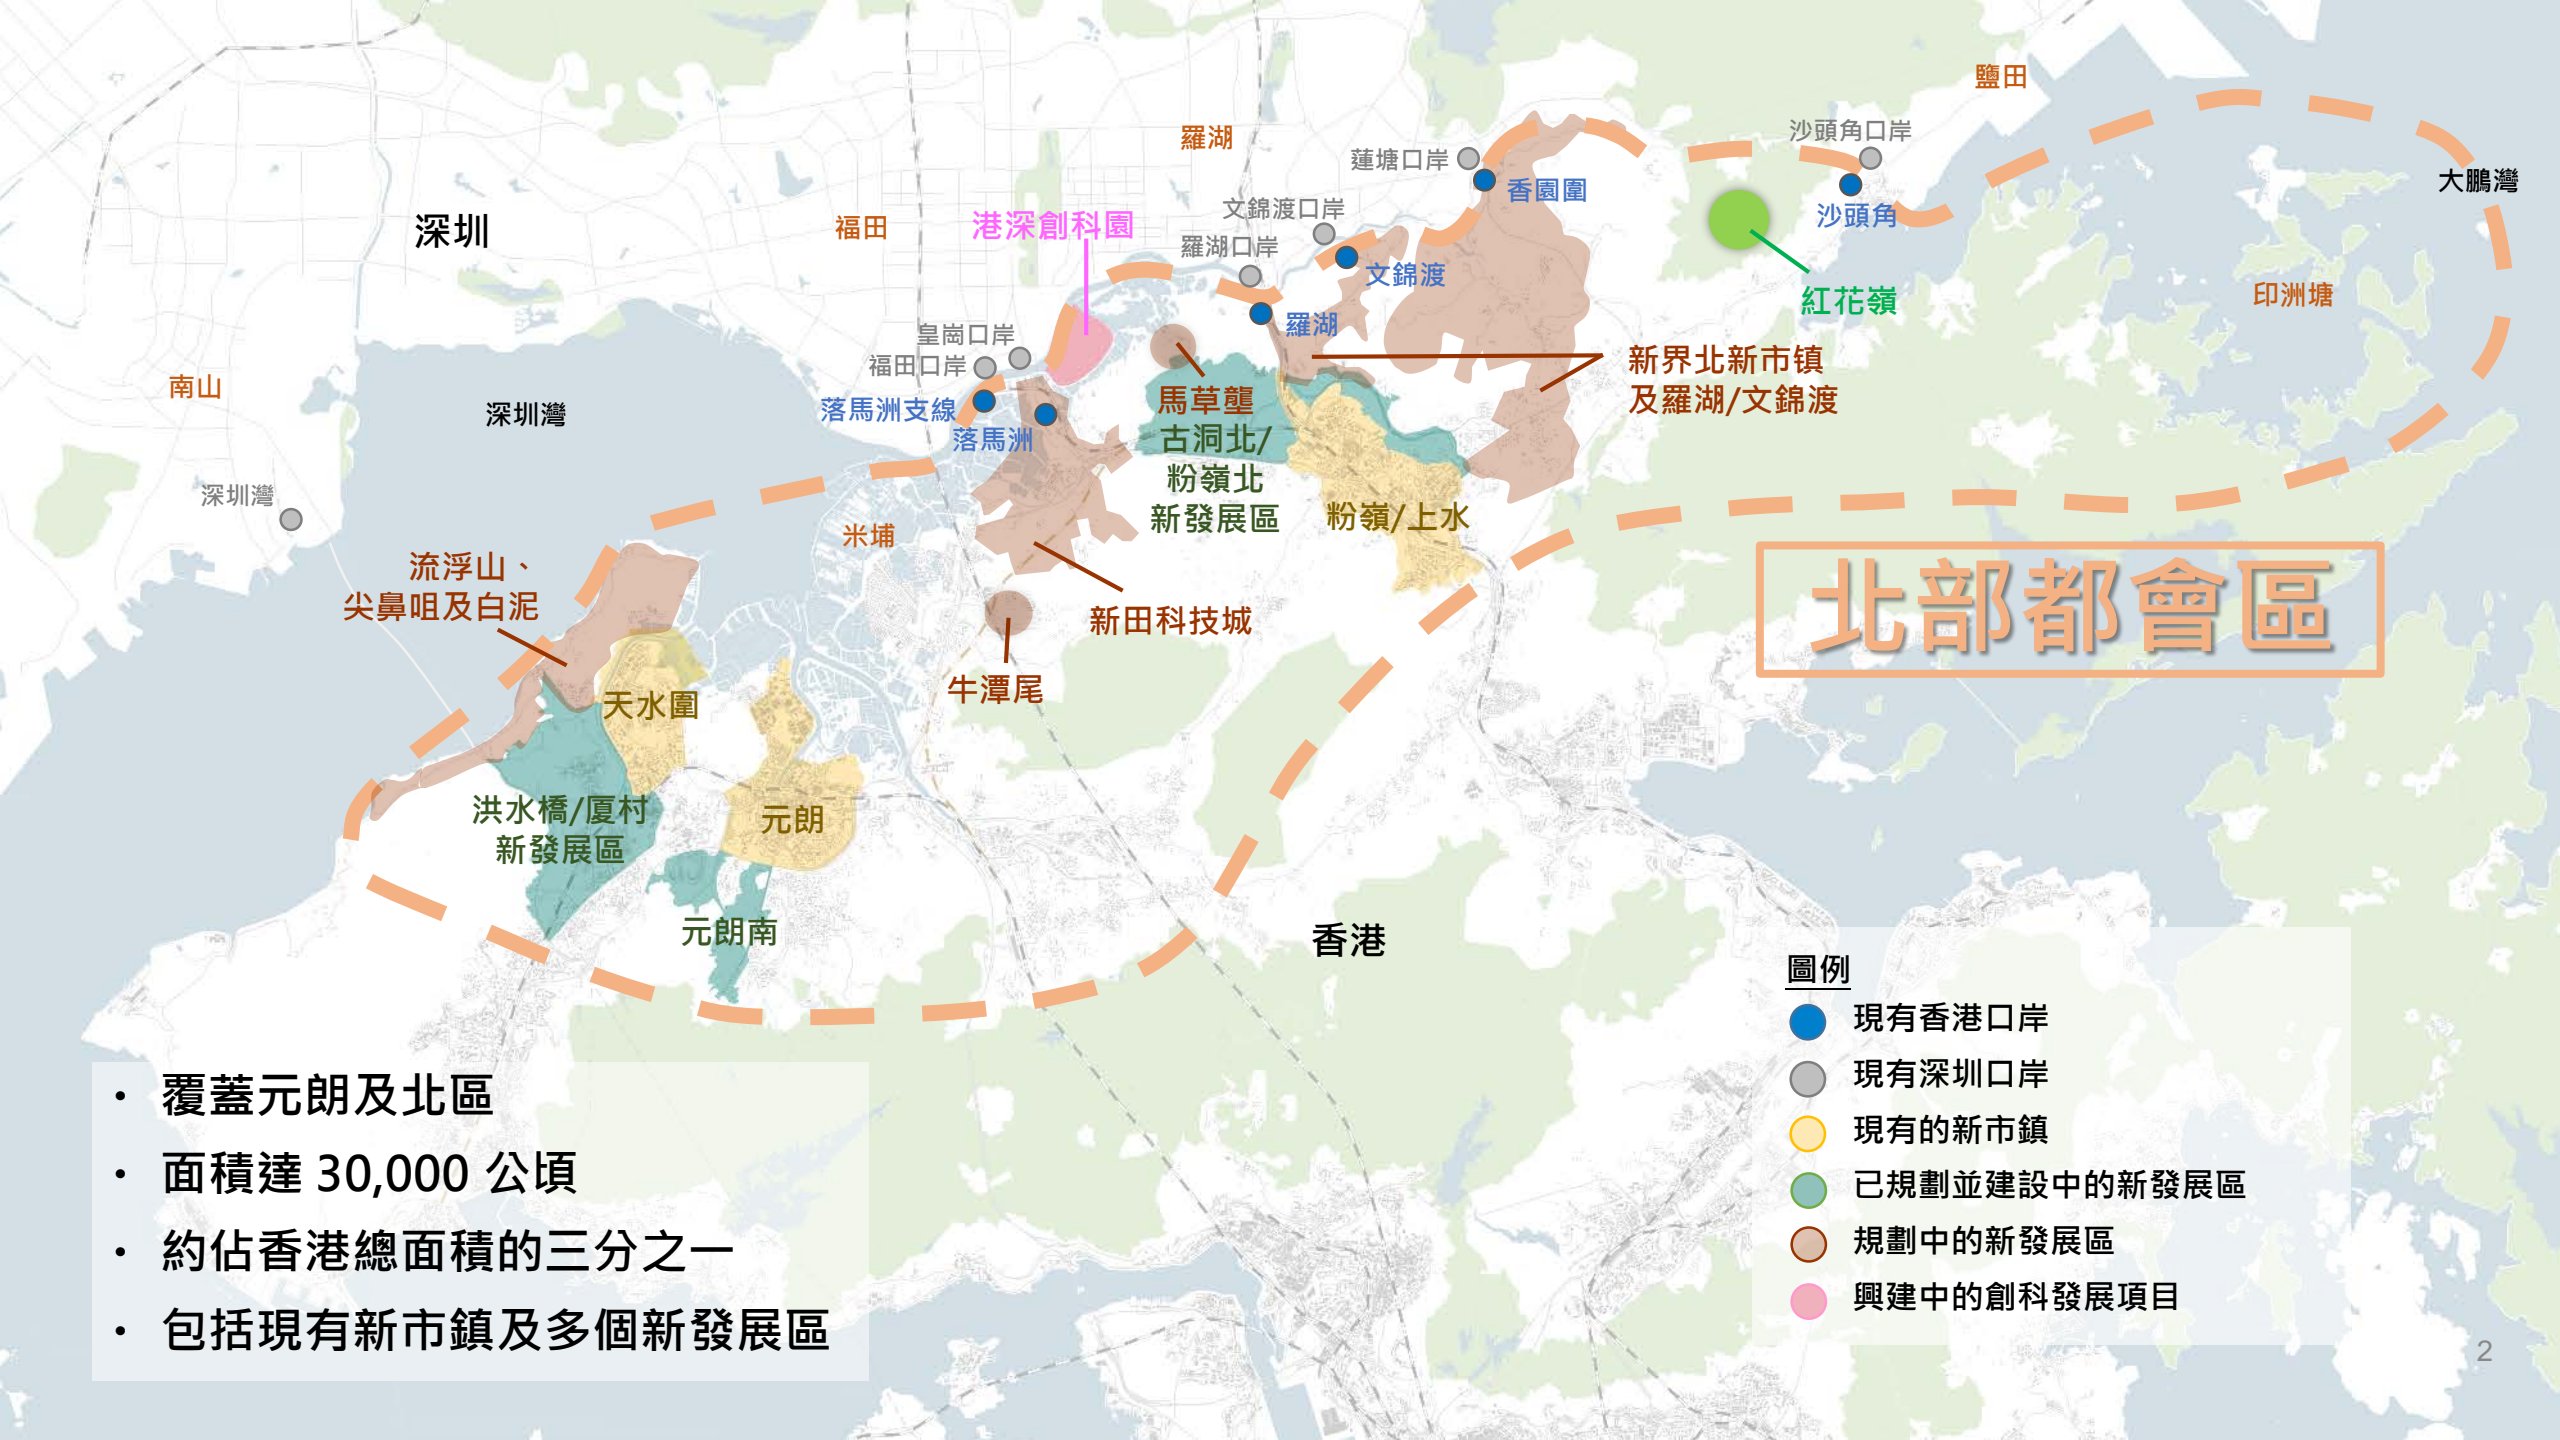 鹽田
沙頭角口岸
羅湖
蓮塘口岸
大鵬灣
香園圍
深圳
福田
港深創科園
文錦渡口岸
沙頭角
羅湖口岸
文錦渡
紅花嶺
印洲塘
皇崗口岸
羅湖
福田口岸
新界北新市镇
及羅湖/文錦渡
南山
深圳灣
落馬洲支線
落馬洲
馬草壟
古洞北/
粉嶺北
新發展區
深圳灣
米埔
粉嶺/上水
流浮山、
尖鼻咀及白泥
新田科技城
北部都會區
牛潭尾
天水圍
洪水橋/厦村
新發展區
元朗
元朗南
香港
圖例
現有香港口岸
現有深圳口岸
現有的新市鎮
已規劃並建設中的新發展區
規劃中的新發展區
興建中的創科發展項目
• 覆蓋元朗及北區
• 面積達 30,000 公頃
• 約佔香港總面積的三分之一
• 包括現有新市鎮及多個新發展區
2